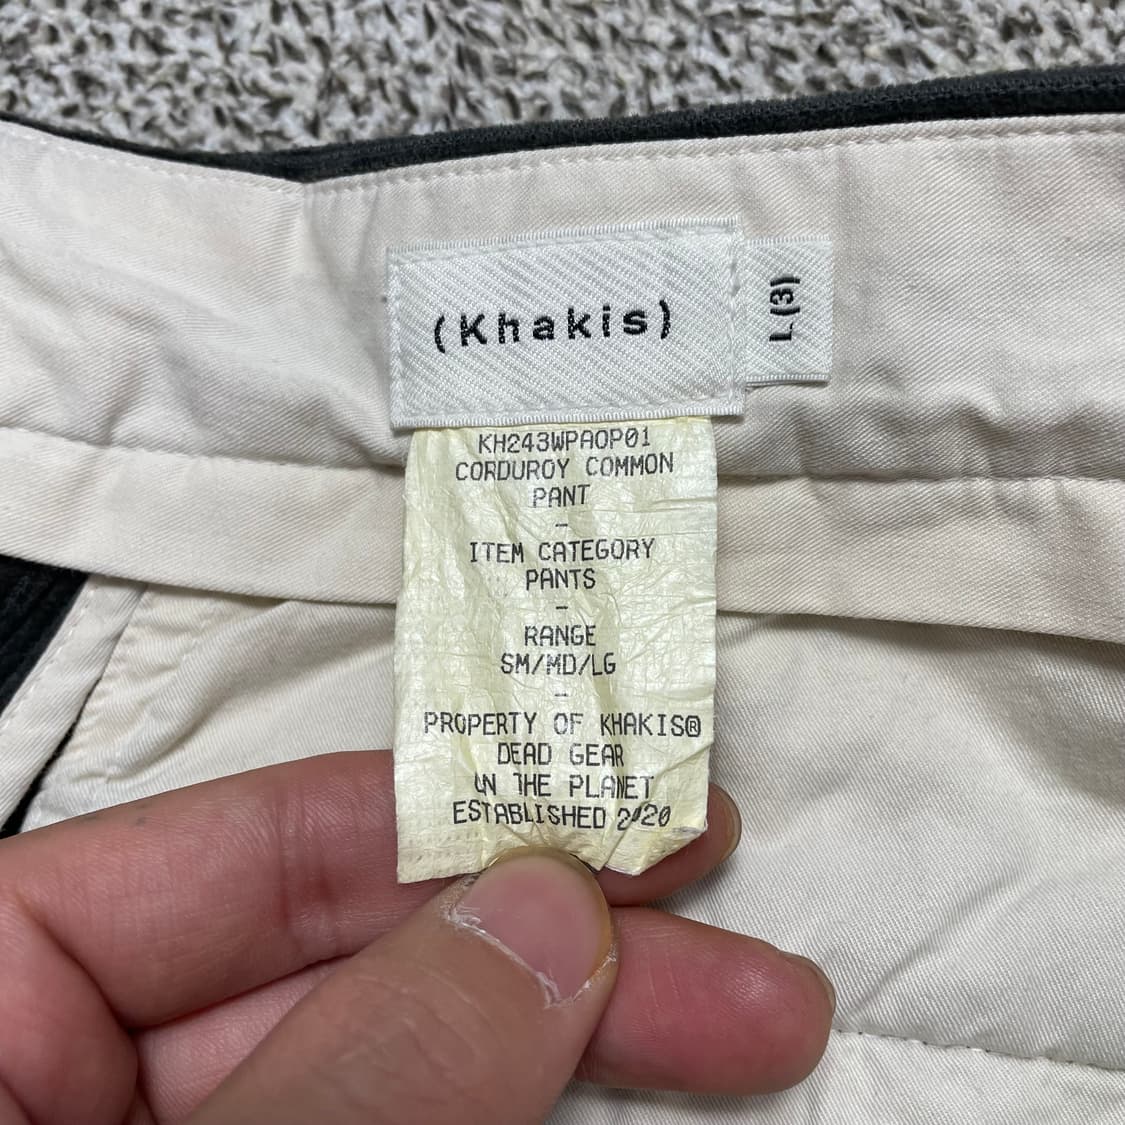 (Khakis)
L (3)
KH243WPAOP01
CORDUROY COMMON
PANT
-
ITEM CATEGORY
PANTS
-
RANGE
SM/MD/LG
-
PROPERTY OF KHAKIS®
DEAD GEAR
ON THE PLANET
ESTABLISHED 2020